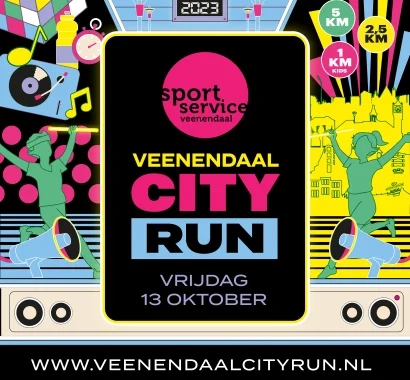 2023
5
KM
2,5
KM
1
KM
KIDS
sport
service
veenendaal
VEENENDAAL
CITY
RUN
VRIJDAG
13 OKTOBER
WWW.VEENENDAALCITYRUN.NL